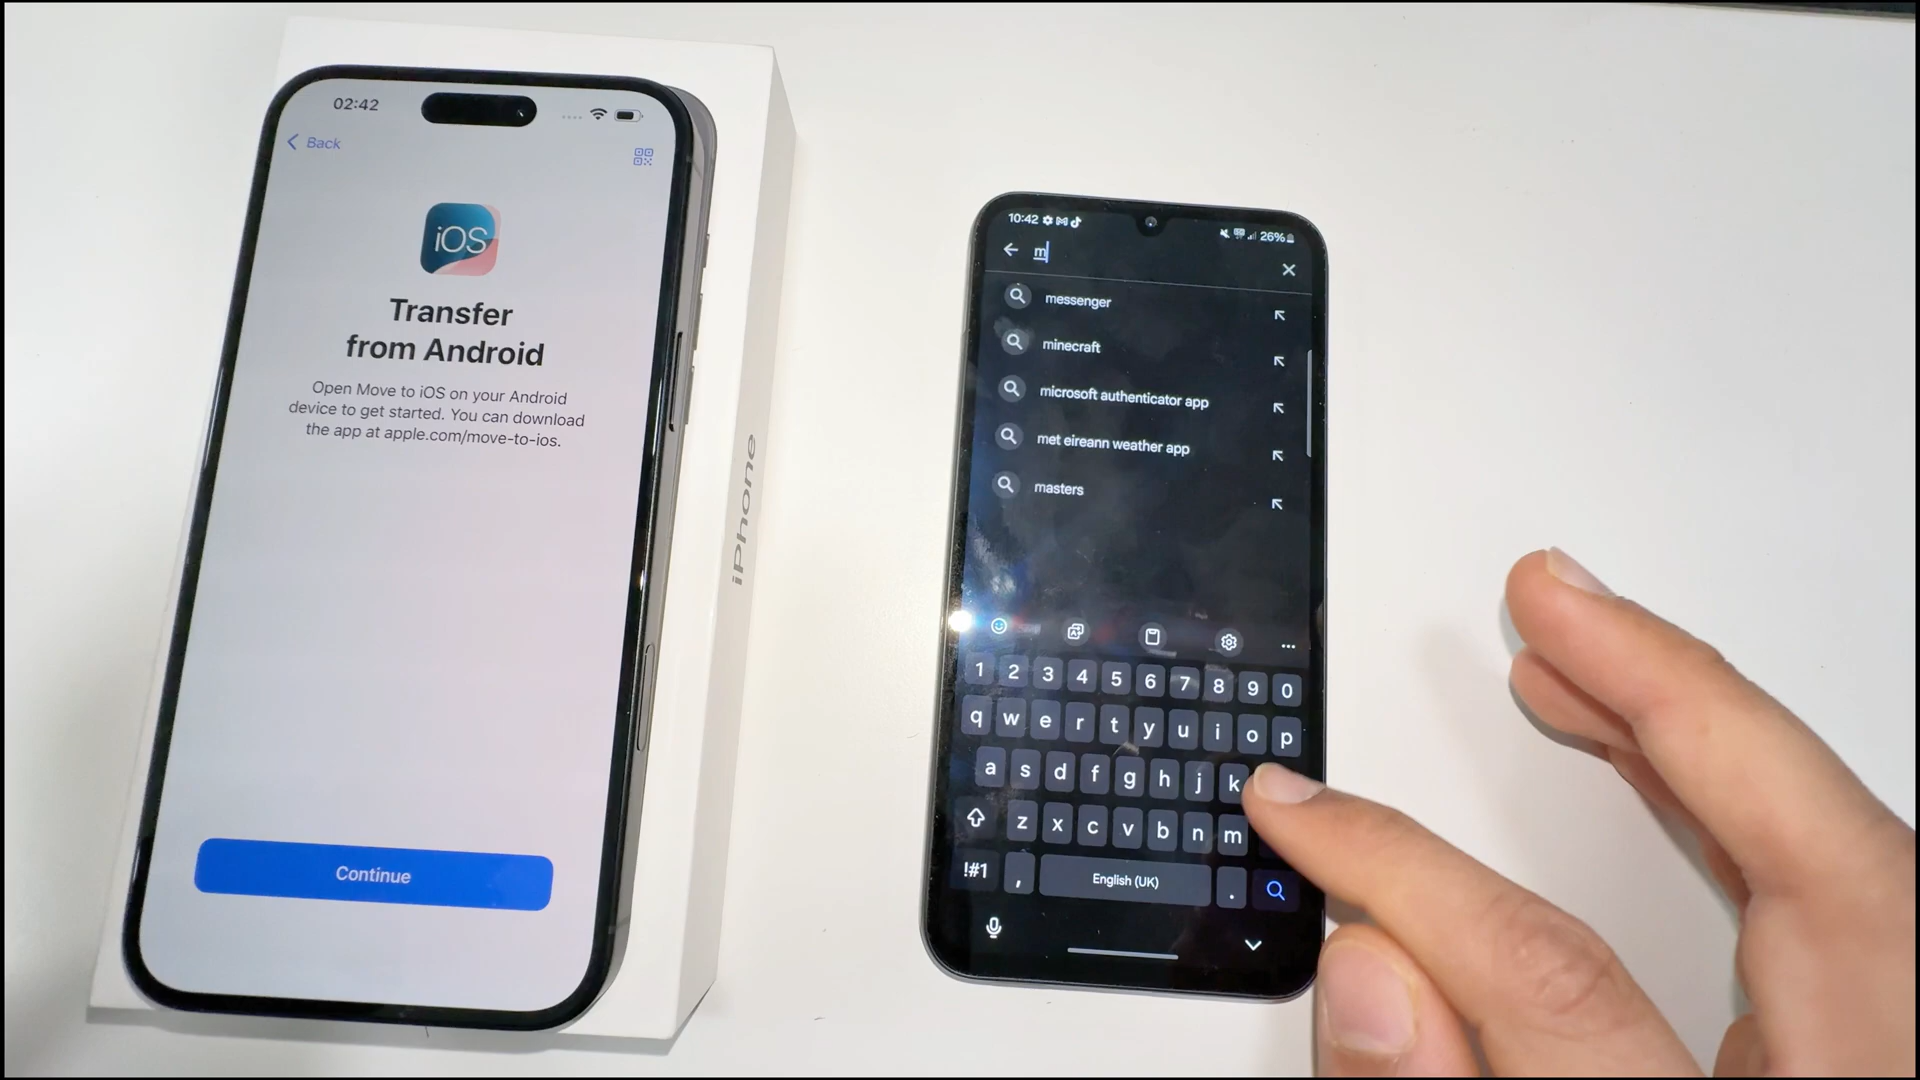 02:42
Back
iOS
Transfer
from Android
Open Move to iOS on your Android
device to get started. You can download
the app at apple.com/move-to-ios.
Continue
iPhone
10:42
26%
m
messenger
minecraft
microsoft authenticator app
met eireann weather app
masters
1 2 3 4 5 6 7 8 9 0
q w e r t y u i o p
a s d f g h j k
z x c v b n m
!#1 , English (UK) .